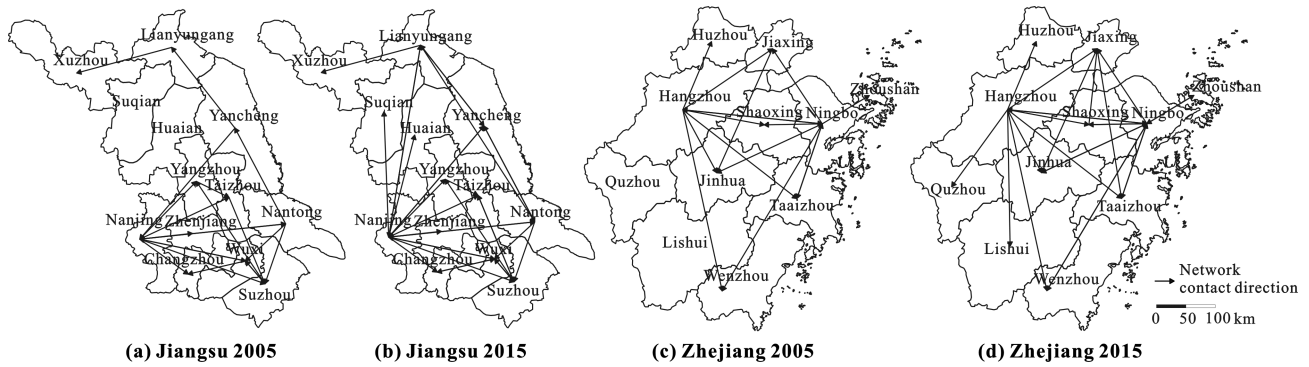 Lianyungang
Xuzhou
Suqian
Yancheng
Huaian
Yangzhou
Taizhou
Nanjing
Zhenjiang
Nantong
Wuxi
Changzhou
Suzhou
(a) Jiangsu 2005
Lianyungang
Xuzhou
Suqian
Yancheng
Huaian
Yangzhou
Taizhou
Nanjing
Zhenjiang
Nantong
Wuxi
Changzhou
Suzhou
(b) Jiangsu 2015
Huzhou
Jiaxing
Hangzhou
Zhoushan
Shaoxing
Ningbo
Quzhou
Jinhua
Taaizhou
Lishui
Wenzhou
(c) Zhejiang 2005
Huzhou
Jiaxing
Hangzhou
Zhoushan
Shaoxing
Ningbo
Jinhua
Quzhou
Taaizhou
Lishui
Wenzhou
(d) Zhejiang 2015
Network
contact direction
0 50 100 km